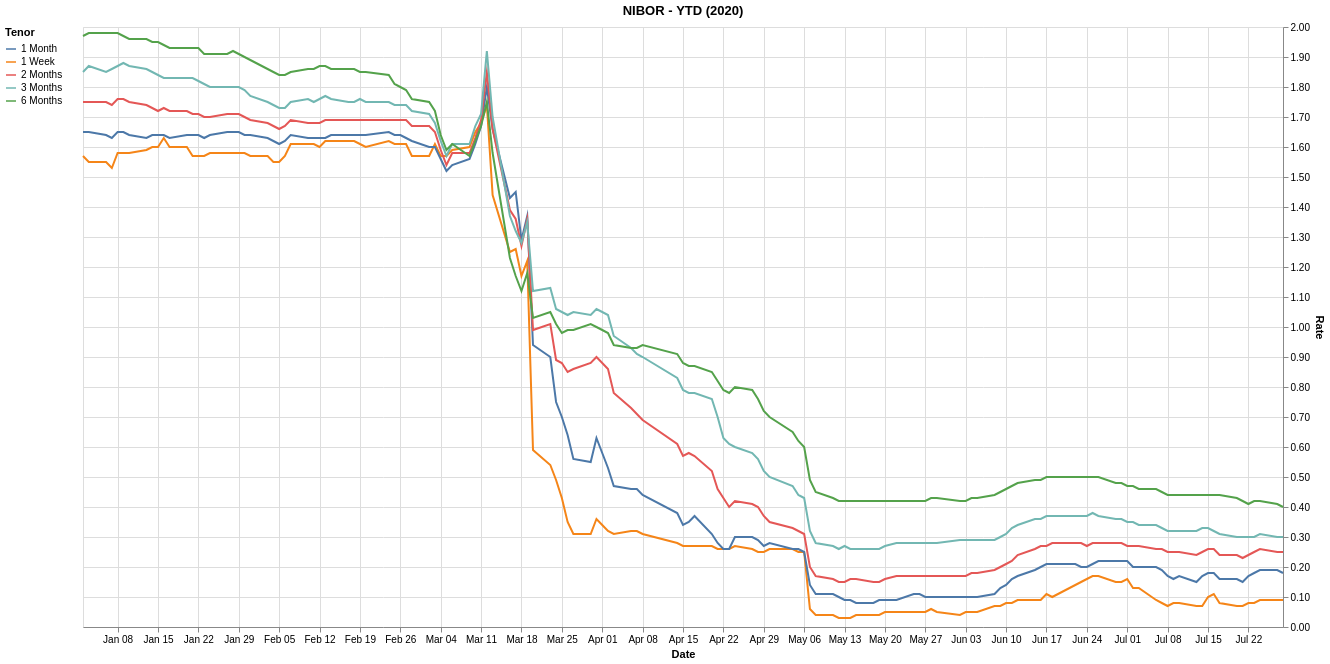 NIBOR - YTD (2020)
Tenor
1 Month
1 Week
2 Months
3 Months
6 Months
2.00
1.90
1.80
1.70
1.60
1.50
1.40
1.30
1.20
1.10
1.00
0.90
0.80
0.70
0.60
0.50
0.40
0.30
0.20
0.10
0.00
Rate
Jan 08 Jan 15 Jan 22 Jan 29 Feb 05 Feb 12 Feb 19 Feb 26 Mar 04 Mar 11 Mar 18 Mar 25 Apr 01 Apr 08 Apr 15 Apr 22 Apr 29 May 06 May 13 May 20 May 27 Jun 03 Jun 10 Jun 17 Jun 24 Jul 01 Jul 08 Jul 15 Jul 22
Date